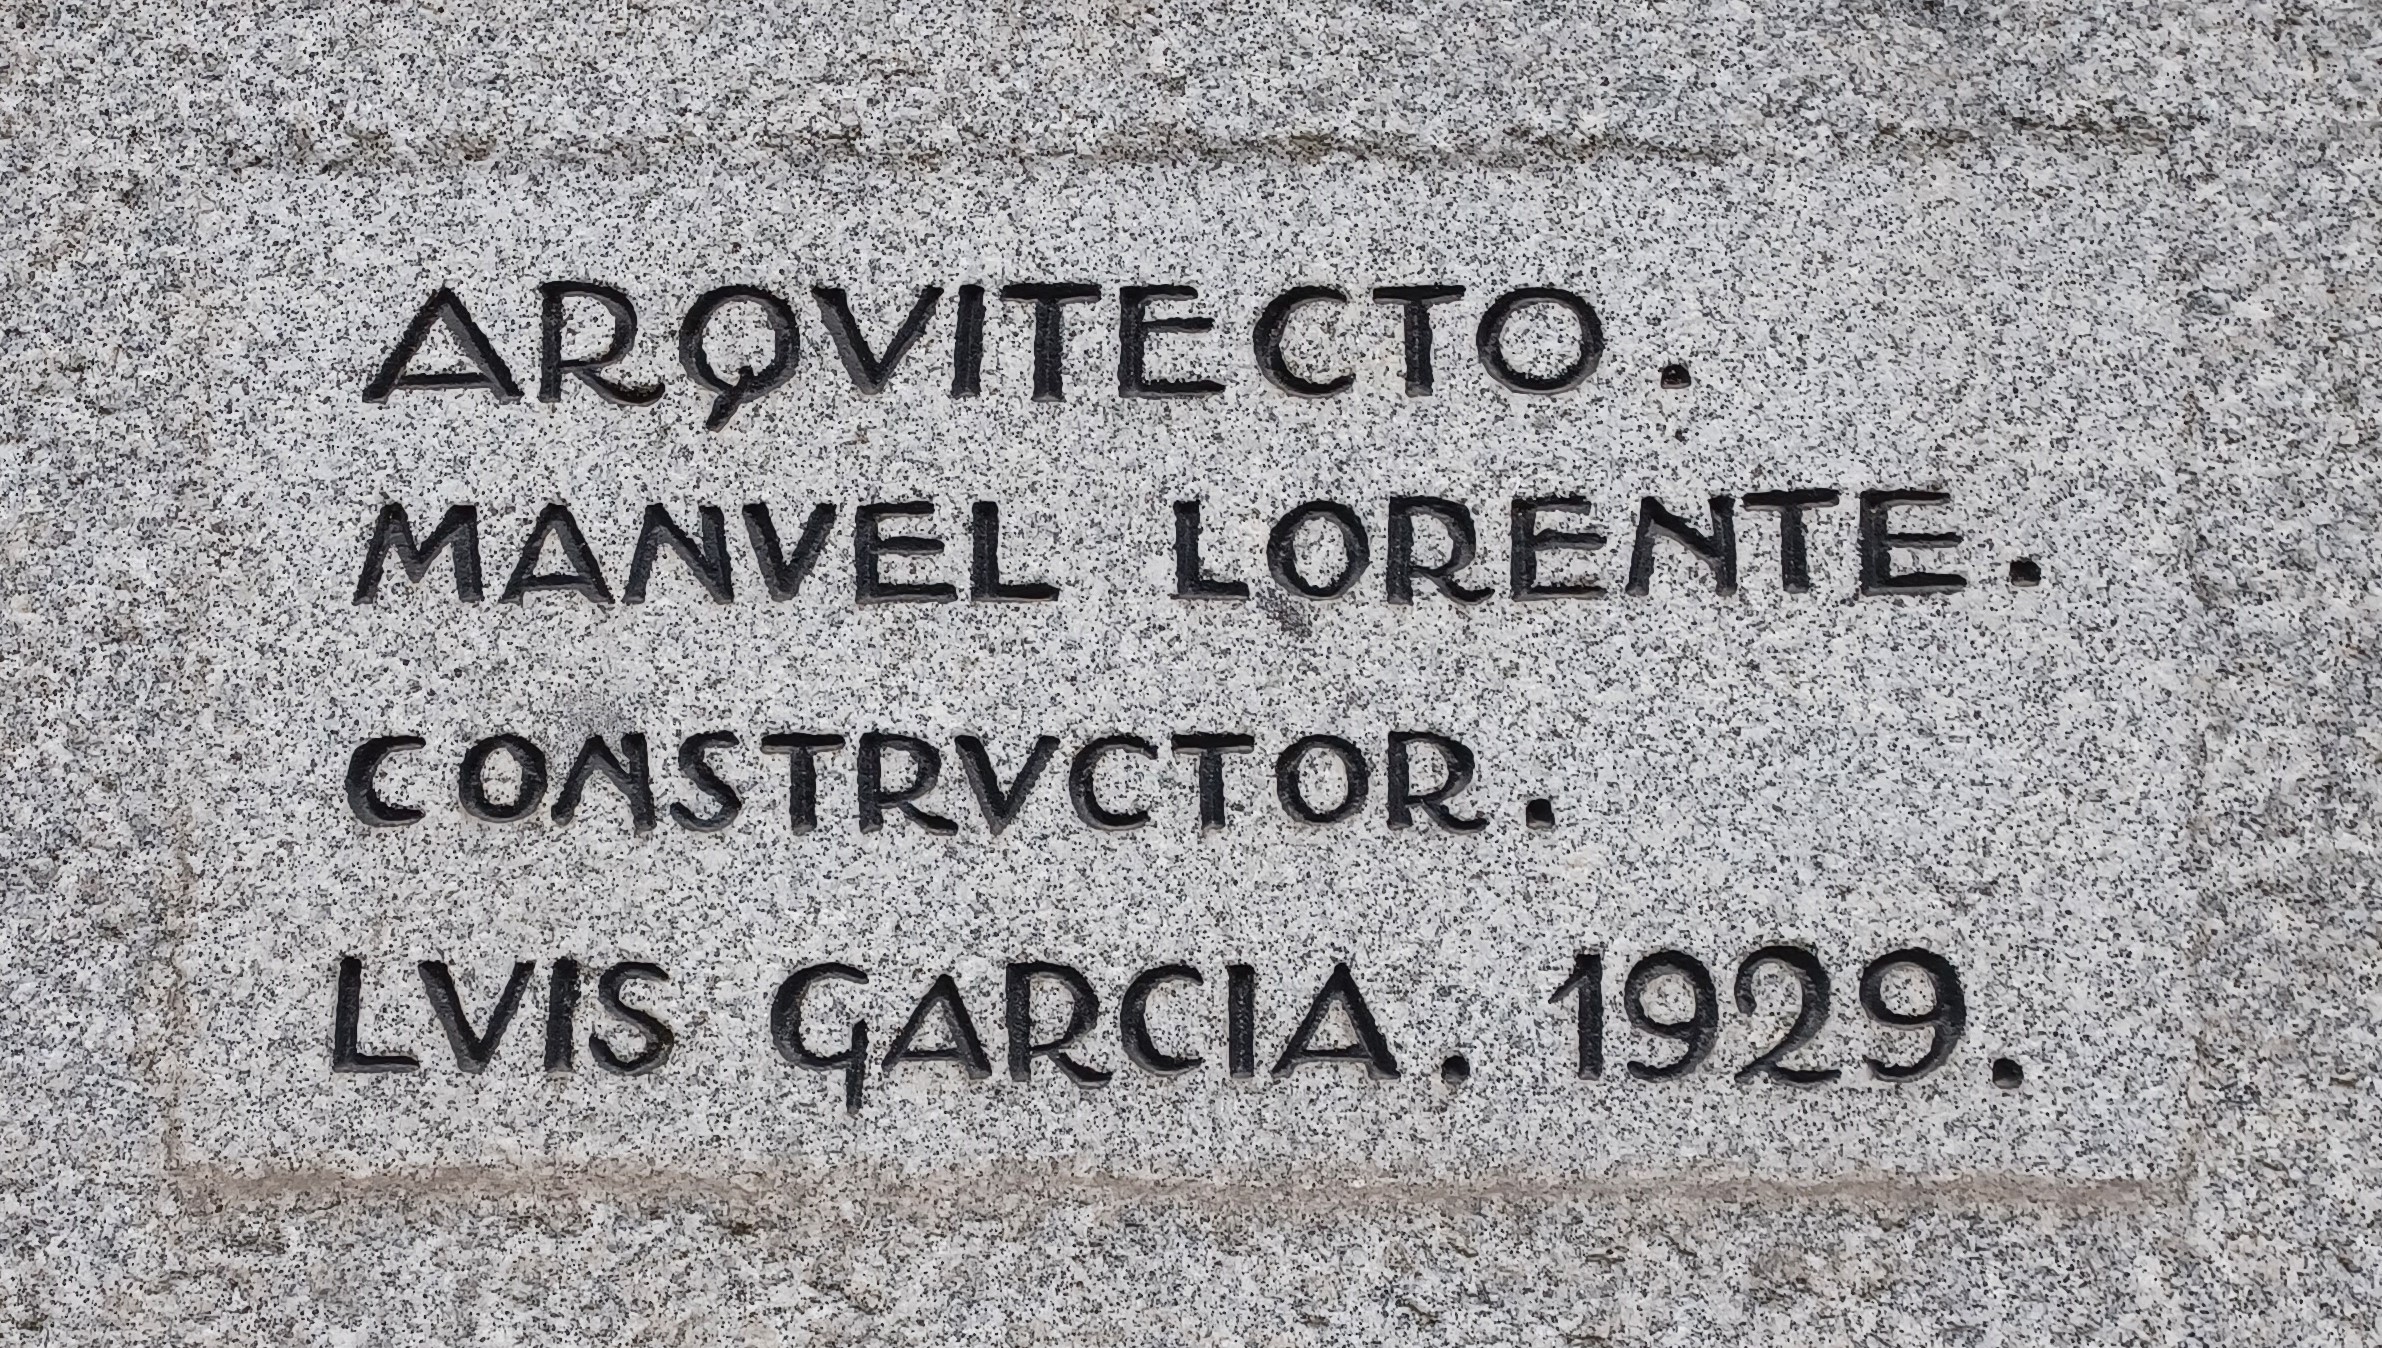 ARQVITECTO.
MANVEL LORENTE.
CONSTRVCTOR.
LVIS GARCIA. 1929.